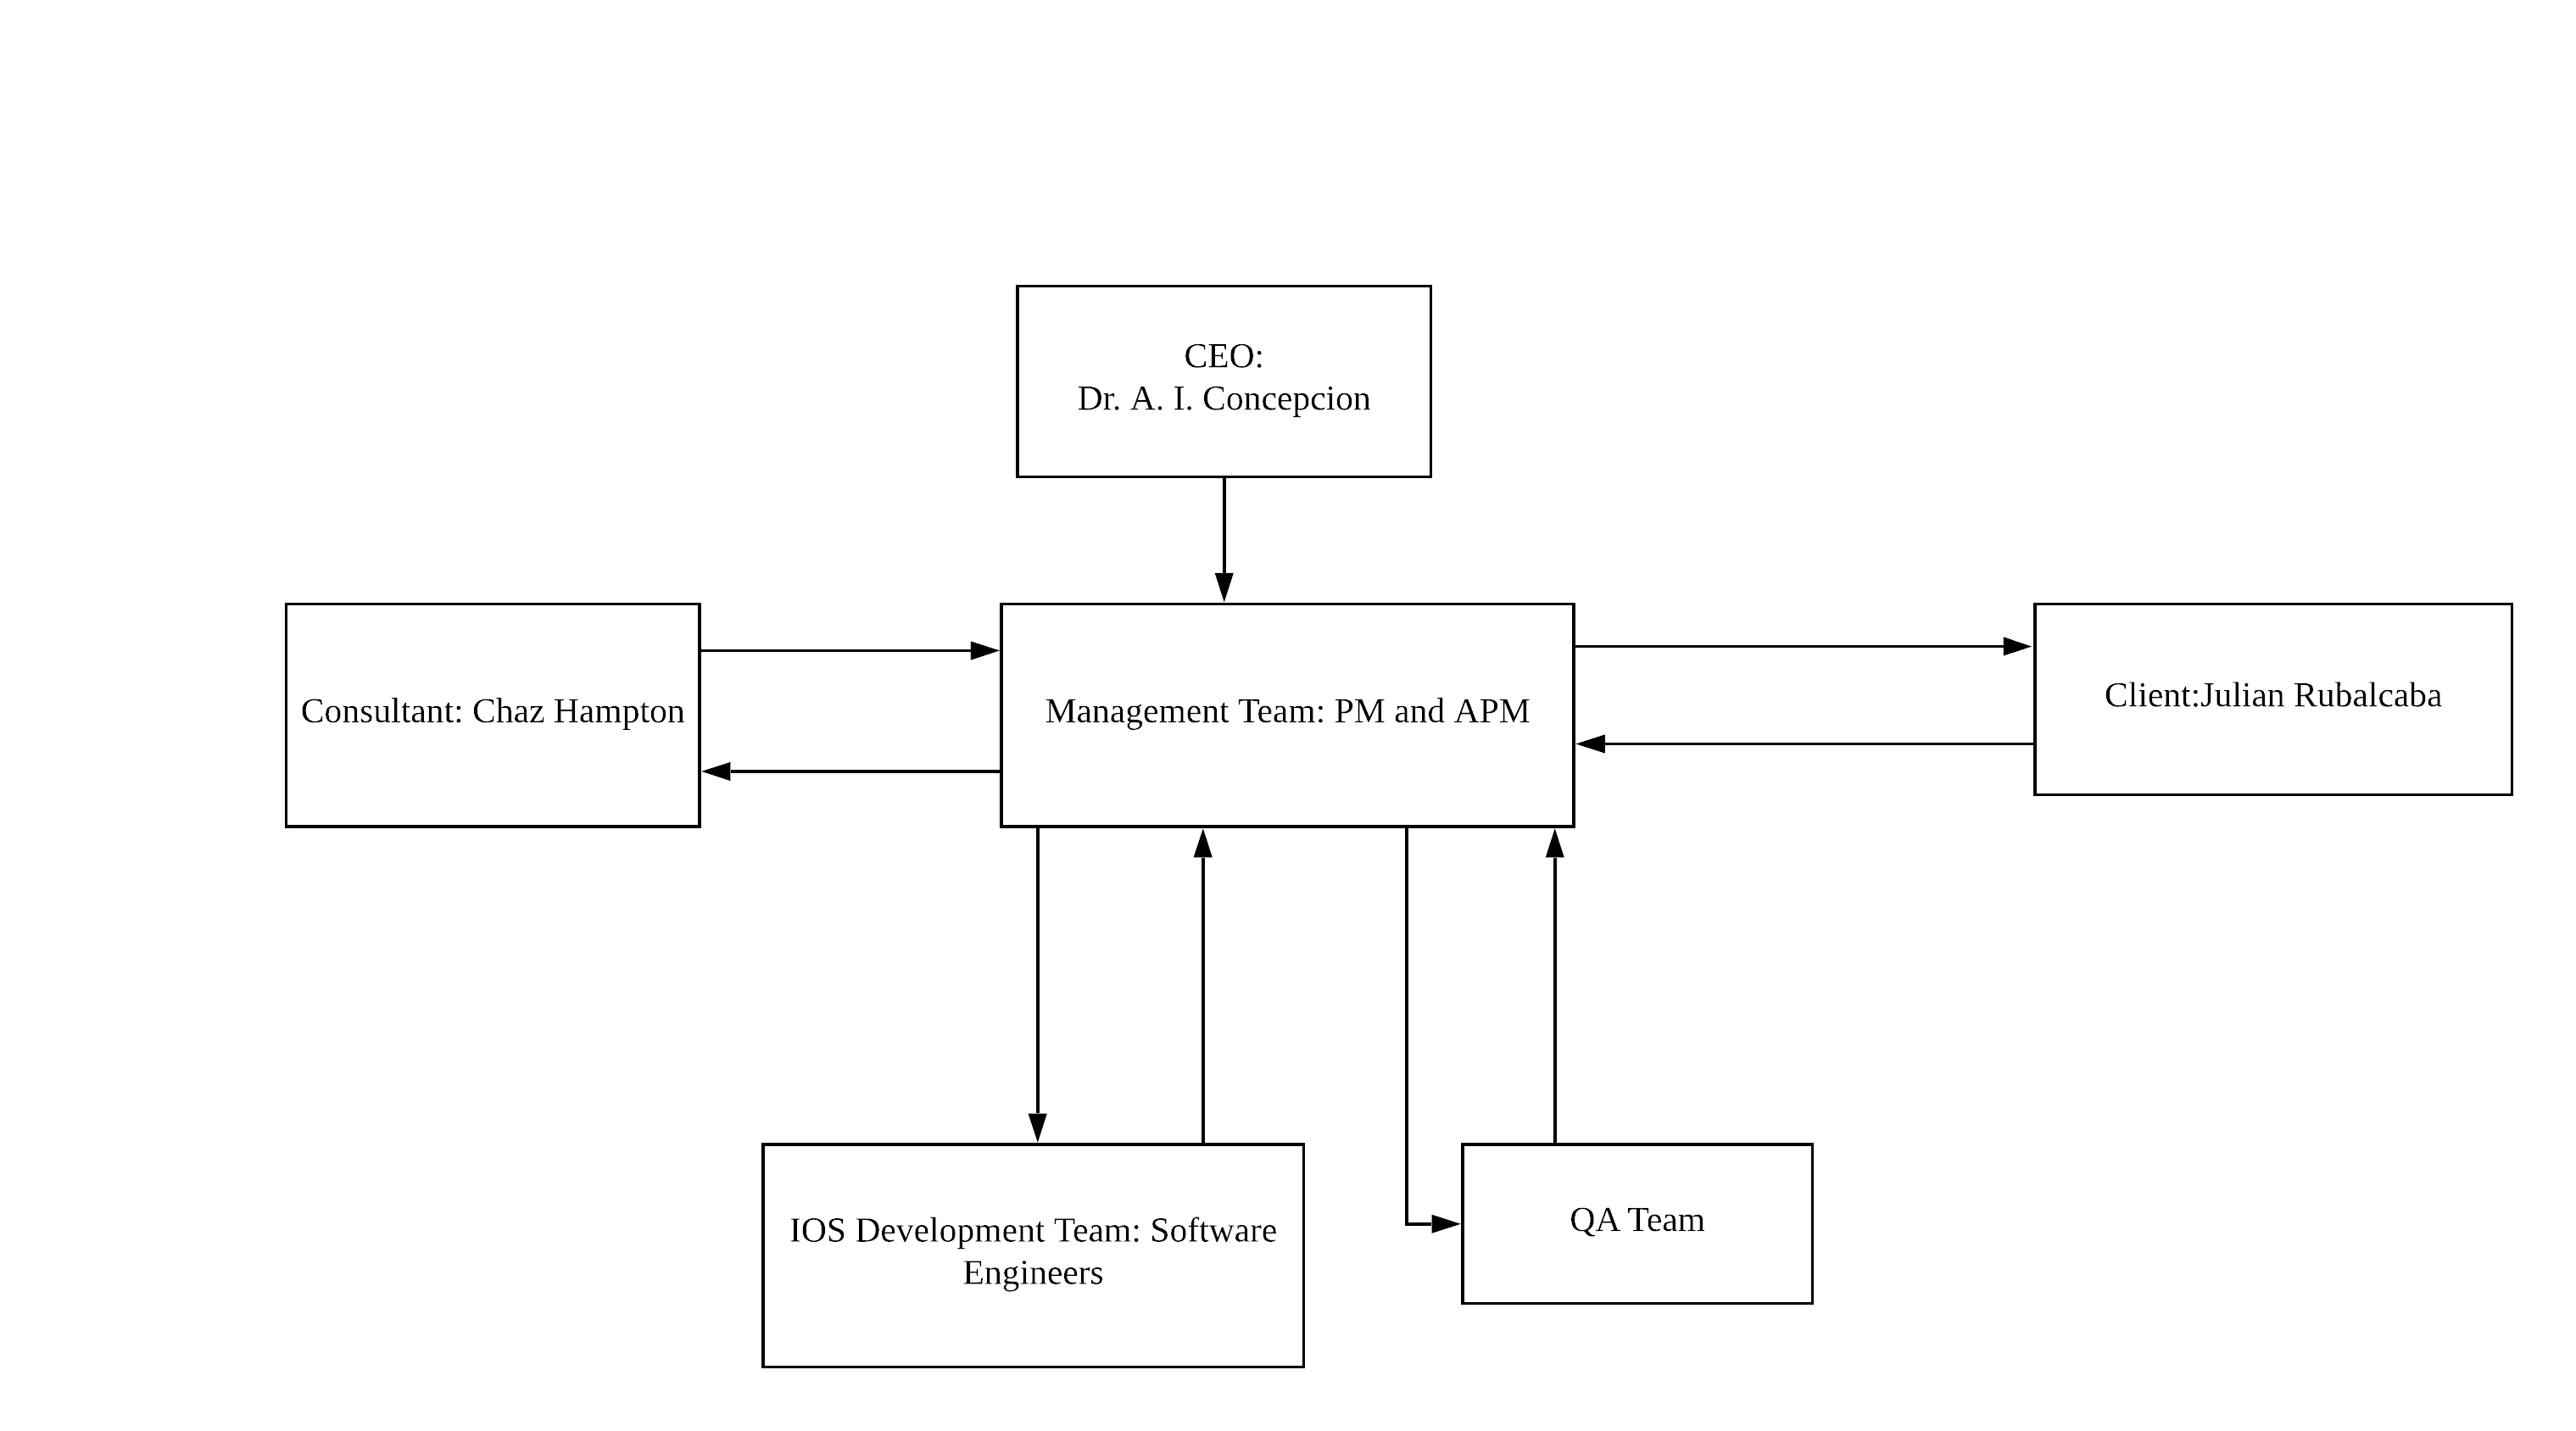 CEO:
Dr. A. I. Concepcion
Consultant: Chaz Hampton
Management Team: PM and APM
Client:Julian Rubalcaba
IOS Development Team: Software
Engineers
QA Team